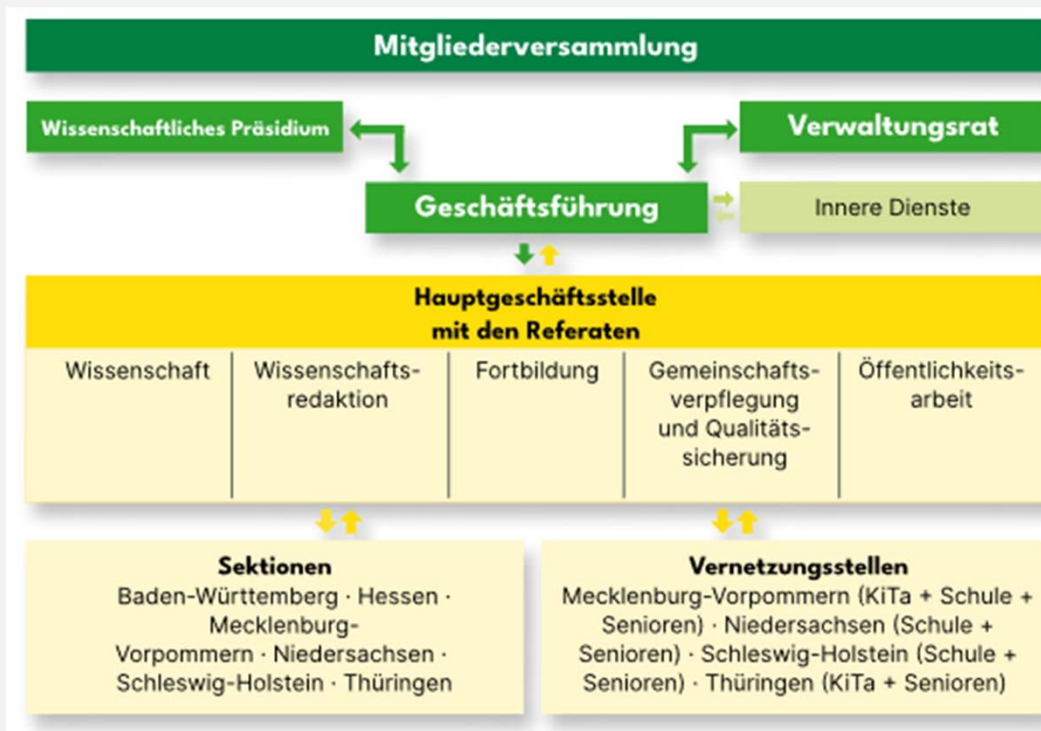 Mitgliederversammlung
Wissenschaftliches Präsidium
Verwaltungsrat
Geschäftsführung
Innere Dienste
Hauptgeschäftsstelle
mit den Referaten
Wissenschaft
Wissenschafts-
redaktion
Fortbildung
Gemeinschafts-
verpflegung
und Qualitäts-
sicherung
Öffentlichkeits-
arbeit
Sektionen
Baden-Württemberg · Hessen ·
Mecklenburg-
Vorpommern · Niedersachsen ·
Schleswig-Holstein · Thüringen
Vernetzungsstellen
Mecklenburg-Vorpommern (KiTa + Schule +
Senioren) · Niedersachsen (Schule +
Senioren) · Schleswig-Holstein (Schule +
Senioren) · Thüringen (KiTa + Senioren)